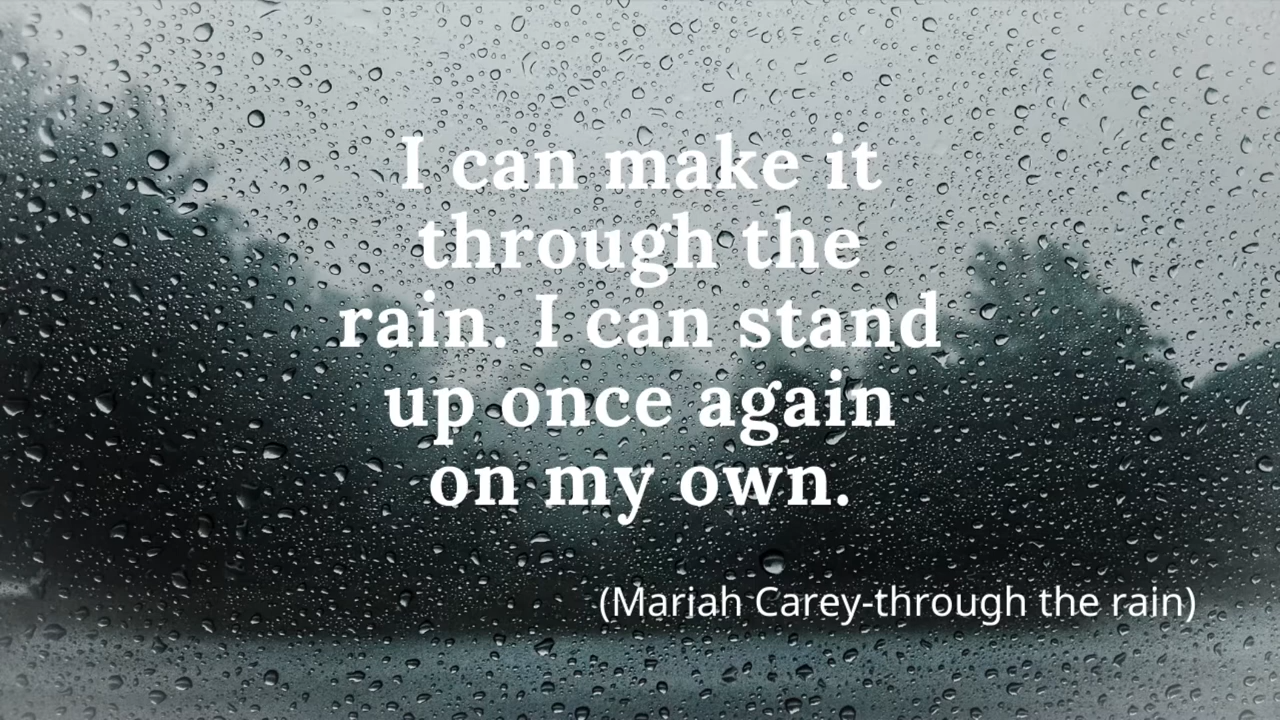 I can make it
through the
rain. I can stand
up once again
on my own.
(Mariah Carey-through the rain)